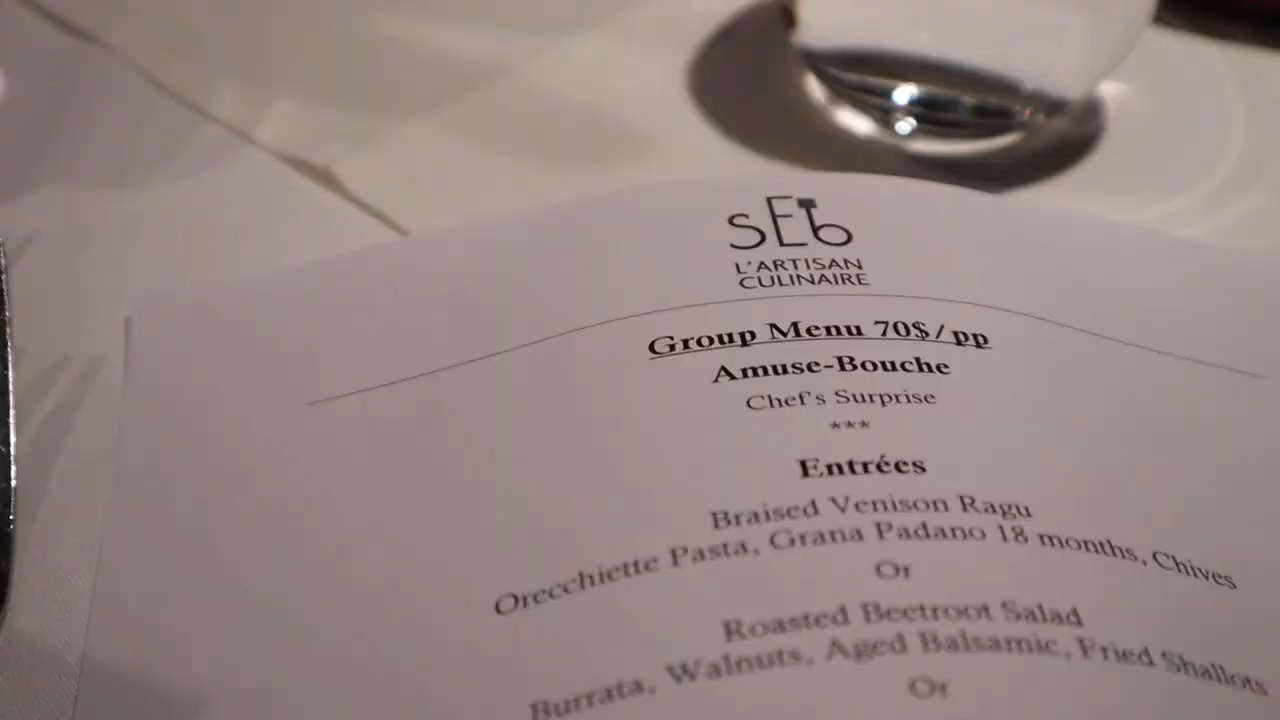 sEb
L'ARTISAN
CULINAIRE
Group Menu 70$/pp
Amuse-Bouche
Chef's Surprise
***
Entrées
Braised Venison Ragu
Orecchiette Pasta, Grana Padano 18 months, Chives
Or
Roasted Beetroot Salad
Burrata, Walnuts, Aged Balsamic, Fried Shallots
Or